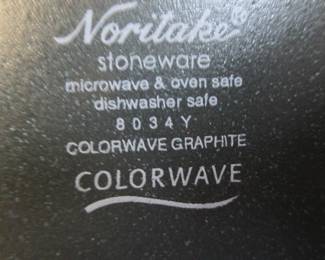 Noritake®
stoneware
microwave & oven safe
dishwasher safe
8034Y
COLORWAVE GRAPHITE
COLORWAVE